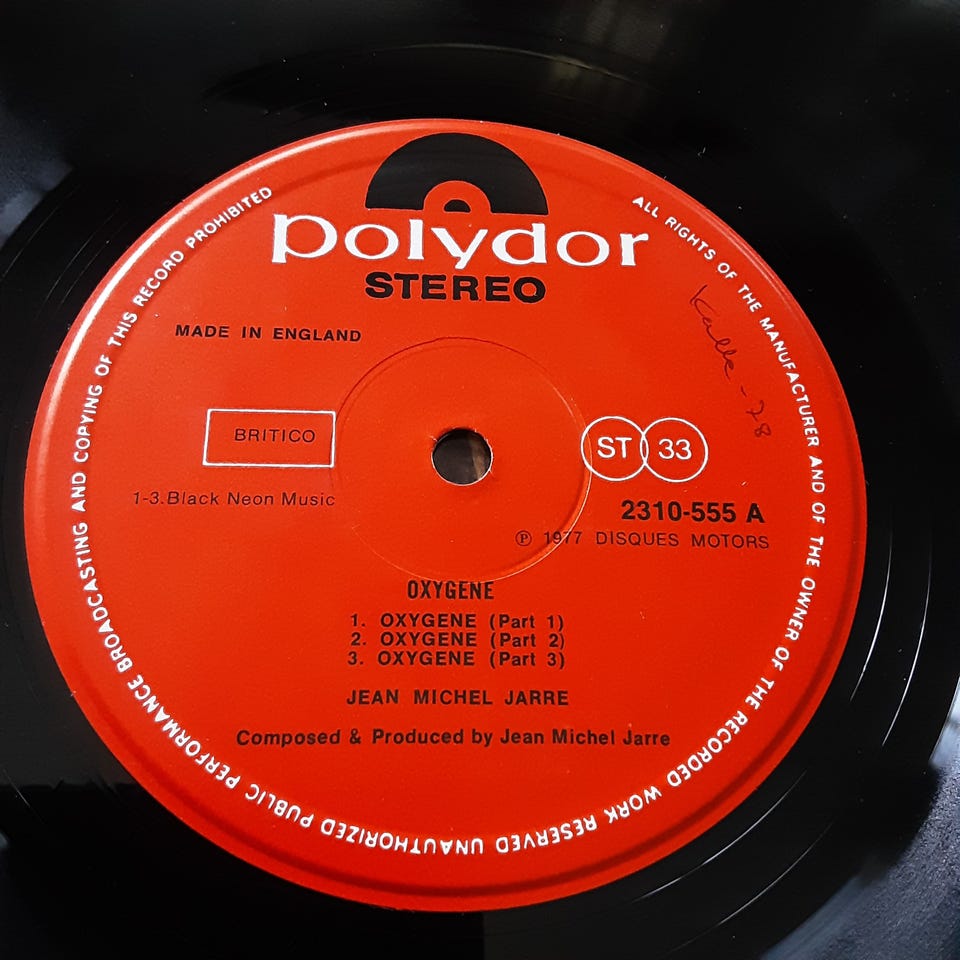 polydor
STEREO
ALL RIGHTS OF THE MANUFACTURER AND OF THE OWNER OF THE RECORDED WORK RESERVED UNAUTHORIZED PUBLIC PERFORMANCE BROADCASTING AND COPYING OF THIS RECORD PROHIBITED
MADE IN ENGLAND
Kalle - 78
BRITICO
ST 33
1-3.Black Neon Music
2310-555 A
℗ 1977 DISQUES MOTORS
OXYGENE
1. OXYGENE (Part 1)
2. OXYGENE (Part 2)
3. OXYGENE (Part 3)
JEAN MICHEL JARRE
Composed & Produced by Jean Michel Jarre